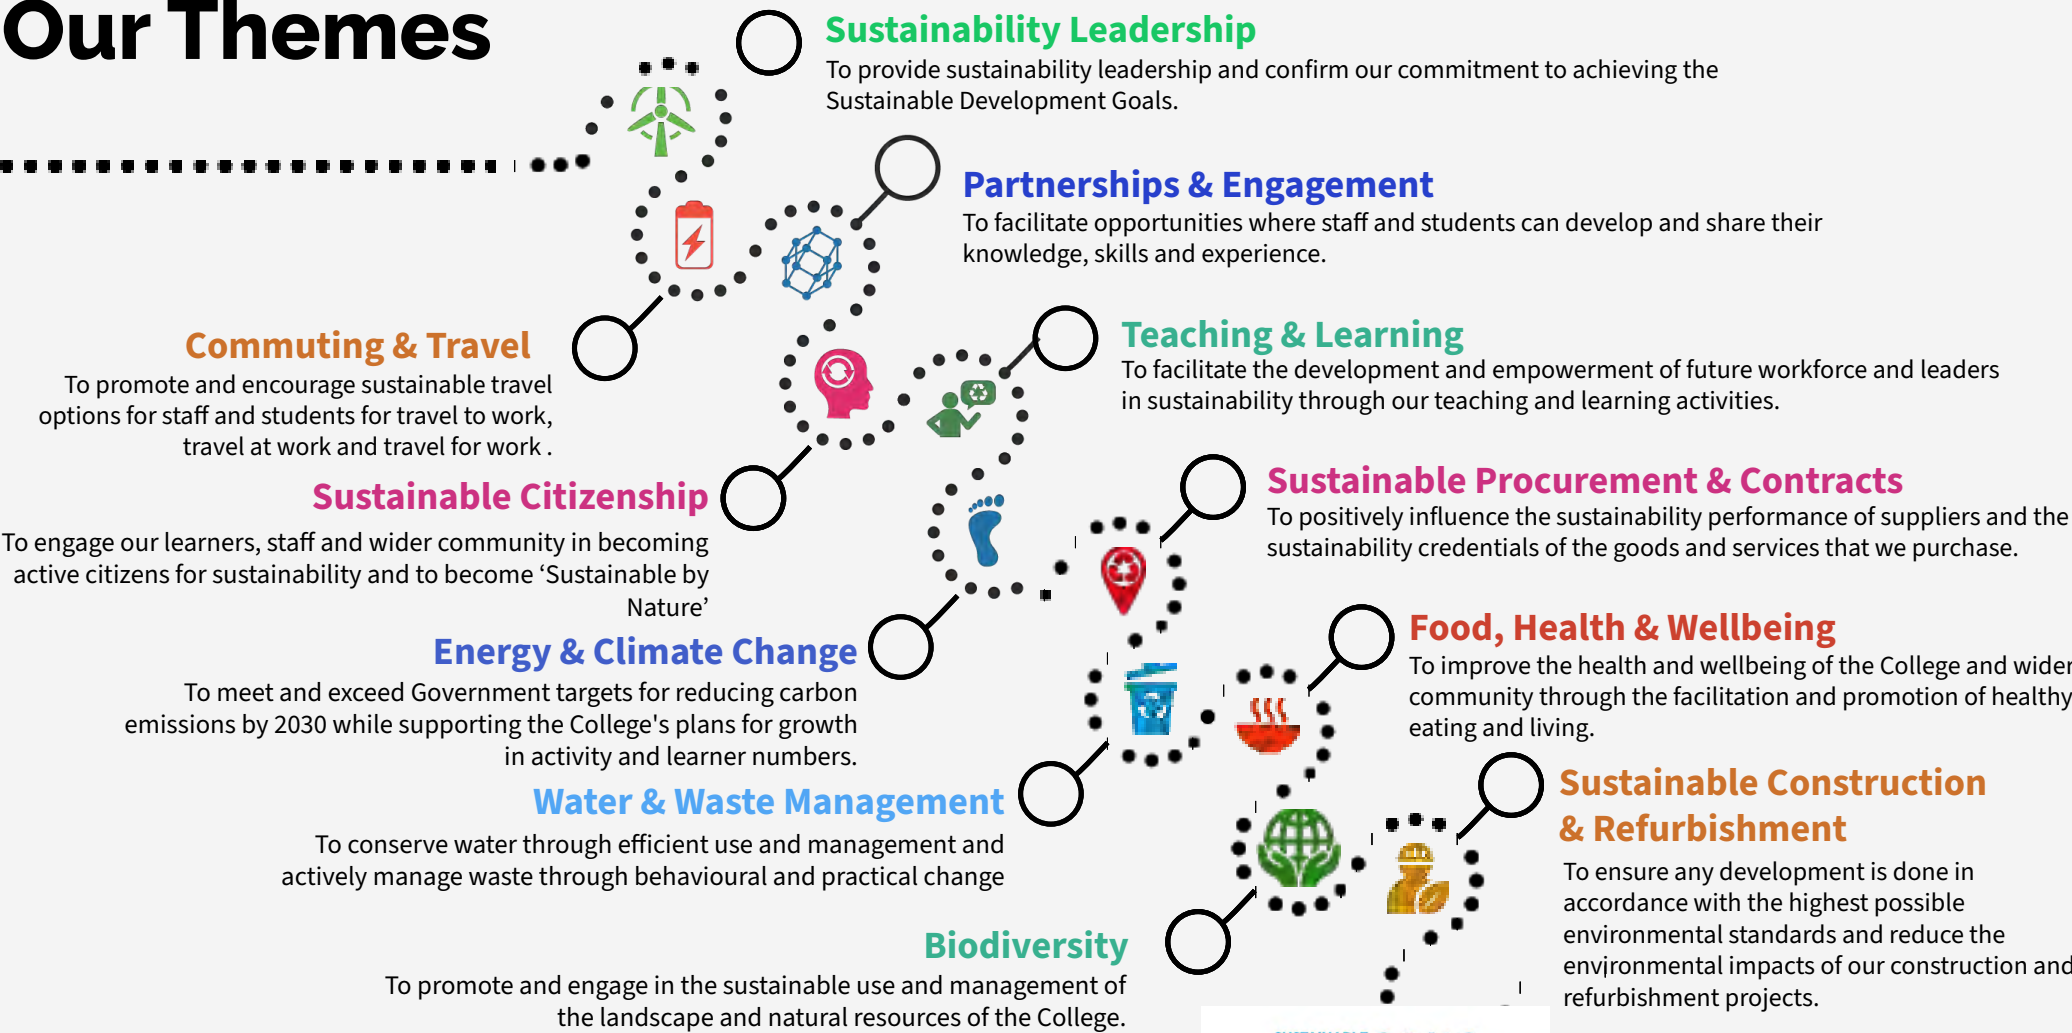 Our Themes
Sustainability Leadership
To provide sustainability leadership and confirm our commitment to achieving the
Sustainable Development Goals.
Partnerships & Engagement
To facilitate opportunities where staff and students can develop and share their
knowledge, skills and experience.
Commuting & Travel
To promote and encourage sustainable travel
options for staff and students for travel to work,
travel at work and travel for work .
Teaching & Learning
To facilitate the development and empowerment of future workforce and leaders
in sustainability through our teaching and learning activities.
Sustainable Citizenship
To engage our learners, staff and wider community in becoming
active citizens for sustainability and to become ‘Sustainable by
Nature’
Sustainable Procurement & Contracts
To positively influence the sustainability performance of suppliers and the
sustainability credentials of the goods and services that we purchase.
Energy & Climate Change
To meet and exceed Government targets for reducing carbon
emissions by 2030 while supporting the College's plans for growth
in activity and learner numbers.
Food, Health & Wellbeing
To improve the health and wellbeing of the College and wider
community through the facilitation and promotion of healthy
eating and living.
Water & Waste Management
To conserve water through efficient use and management and
actively manage waste through behavioural and practical change
Sustainable Construction
& Refurbishment
To ensure any development is done in
accordance with the highest possible
environmental standards and reduce the
environmental impacts of our construction and
refurbishment projects.
Biodiversity
To promote and engage in the sustainable use and management of
the landscape and natural resources of the College.